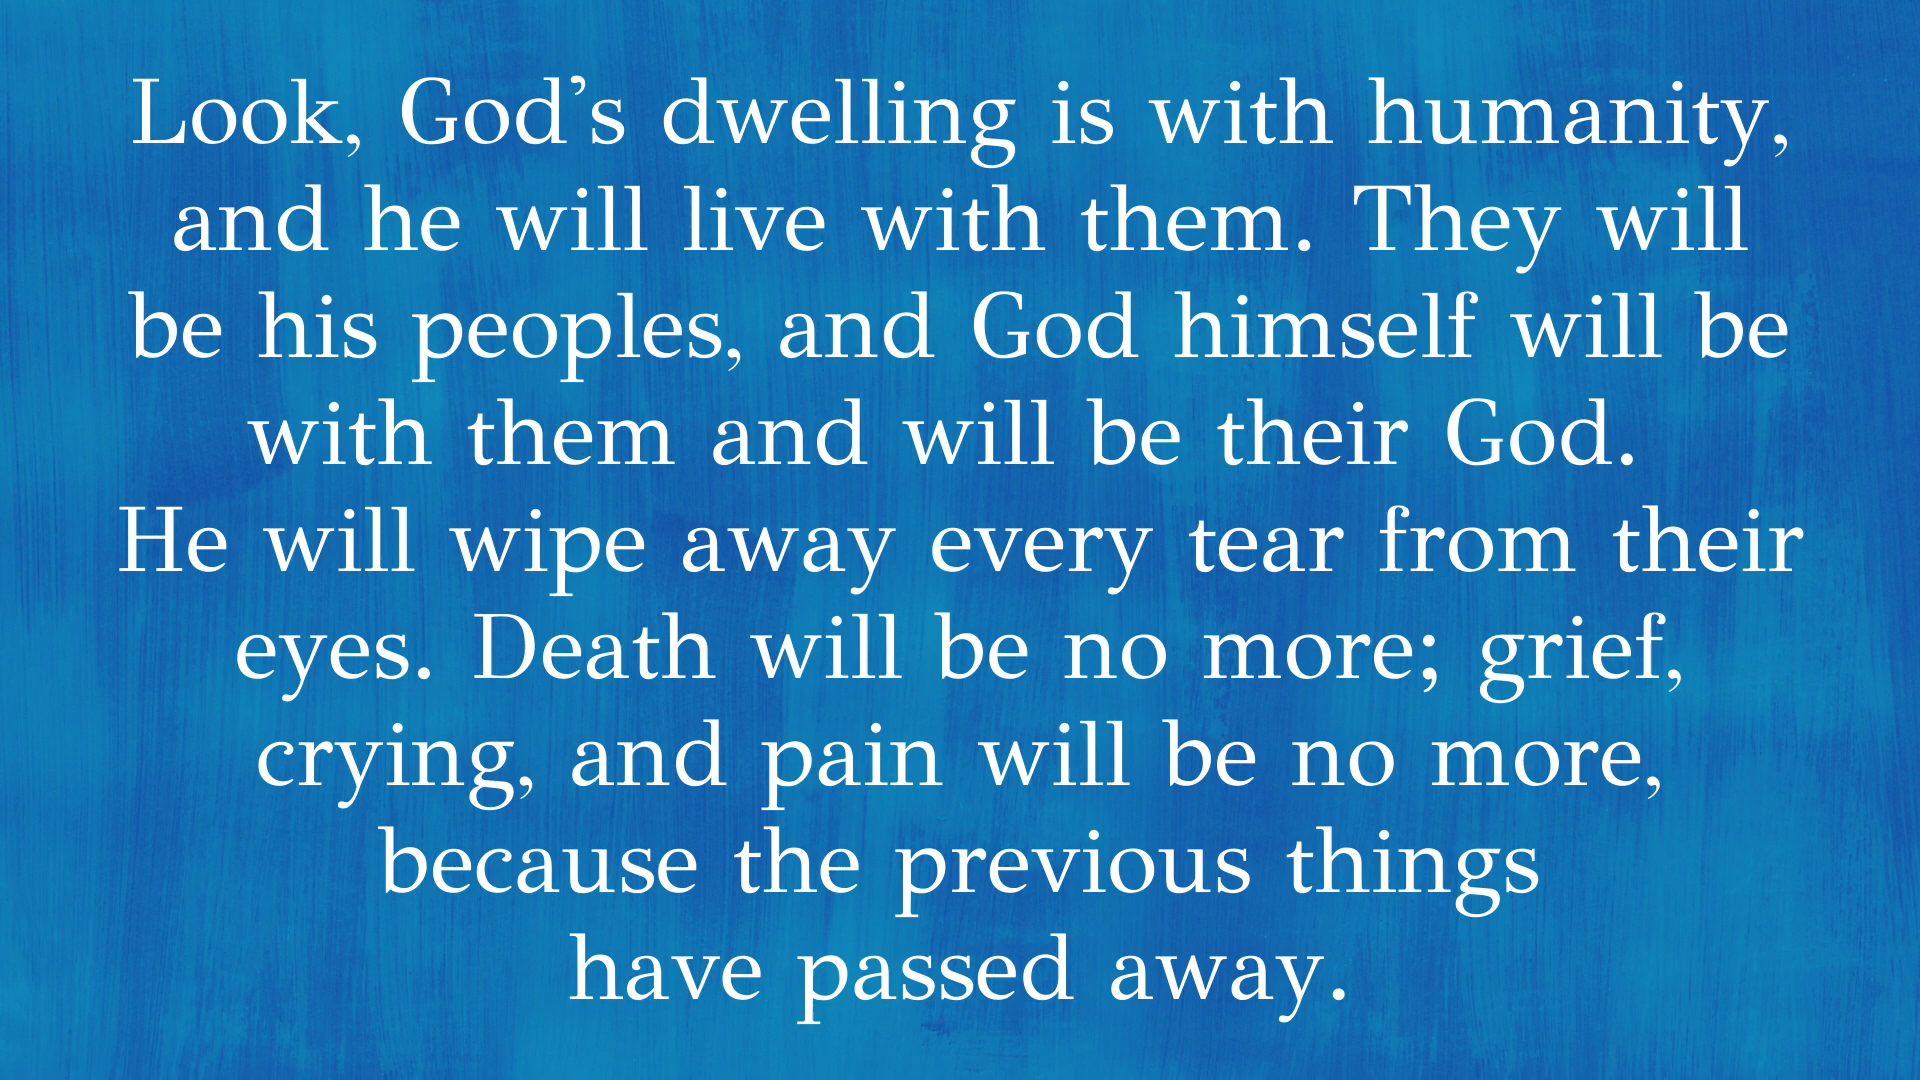 Look, God’s dwelling is with humanity,
and he will live with them. They will
be his peoples, and God himself will be
with them and will be their God.
He will wipe away every tear from their
eyes. Death will be no more; grief,
crying, and pain will be no more,
because the previous things
have passed away.